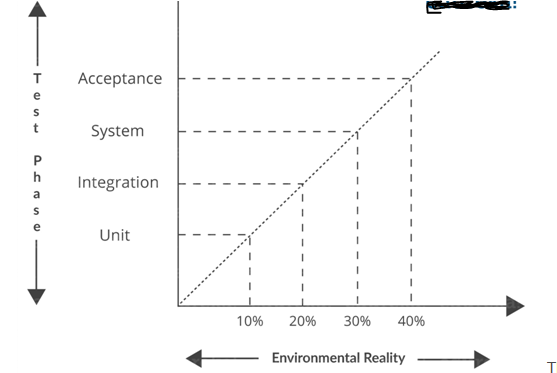 Test Phase
Acceptance
System
Integration
Unit
10% 20% 30% 40%
Environmental Reality
T